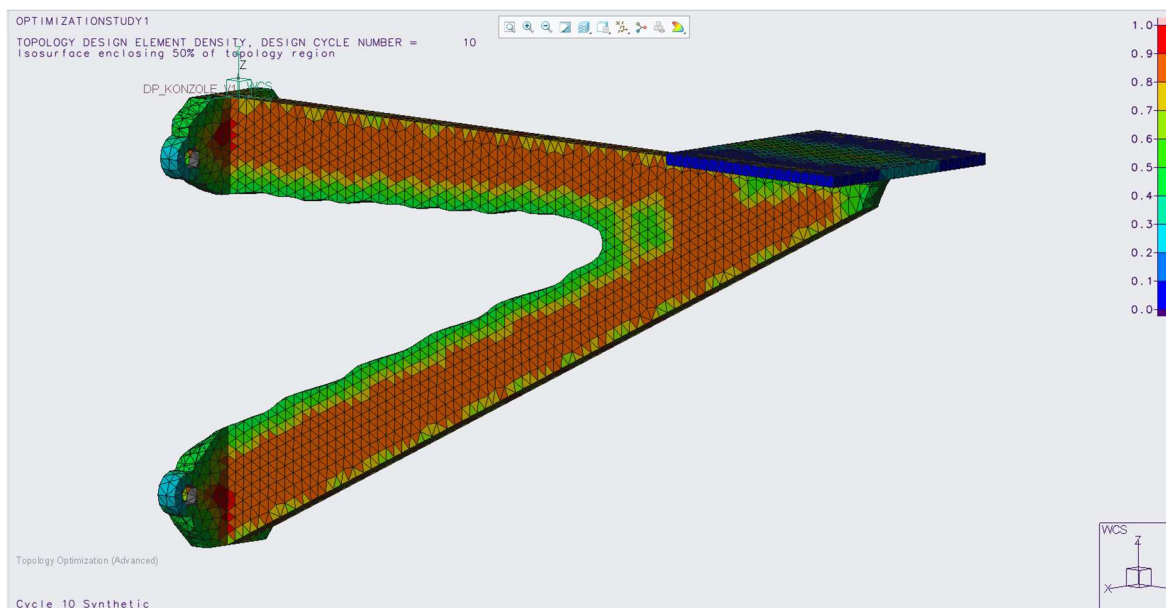 OPTIMIZATIONSTUDY1
TOPOLOGY DESIGN ELEMENT DENSITY, DESIGN CYCLE NUMBER = 10
Isosurface enclosing 50% of topology region
Z
DP_KONZOLE_V1_WCS
1.0
0.9
0.8
0.7
0.6
0.5
0.4
0.3
0.2
0.1
0.0
Topology Optimization (Advanced)
Cycle 10 Synthetic
WCS
Z
X